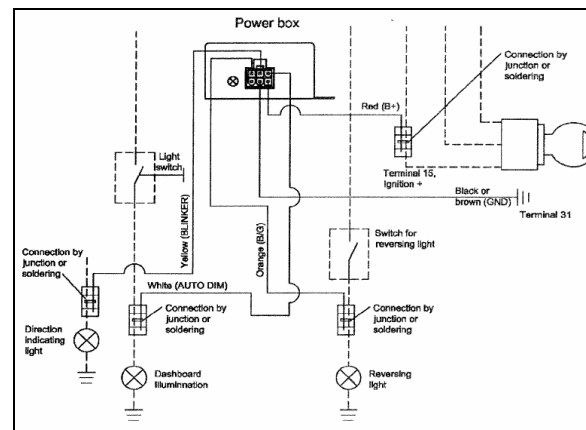 Power box
Connection by
junction or
soldering
Red (B+)
Light
switch
Terminal 15,
Ignition +
Black or
brown (GND)
Terminal 31
Yellow (BLINKER)
Orange (B/G)
Switch for
reversing light
Connection by
junction or
soldering
White (AUTO DIM)
Connection by
junction or
soldering
Connection by
junction or
soldering
Direction
indicating
light
Dashboard
illumination
Reversing
light